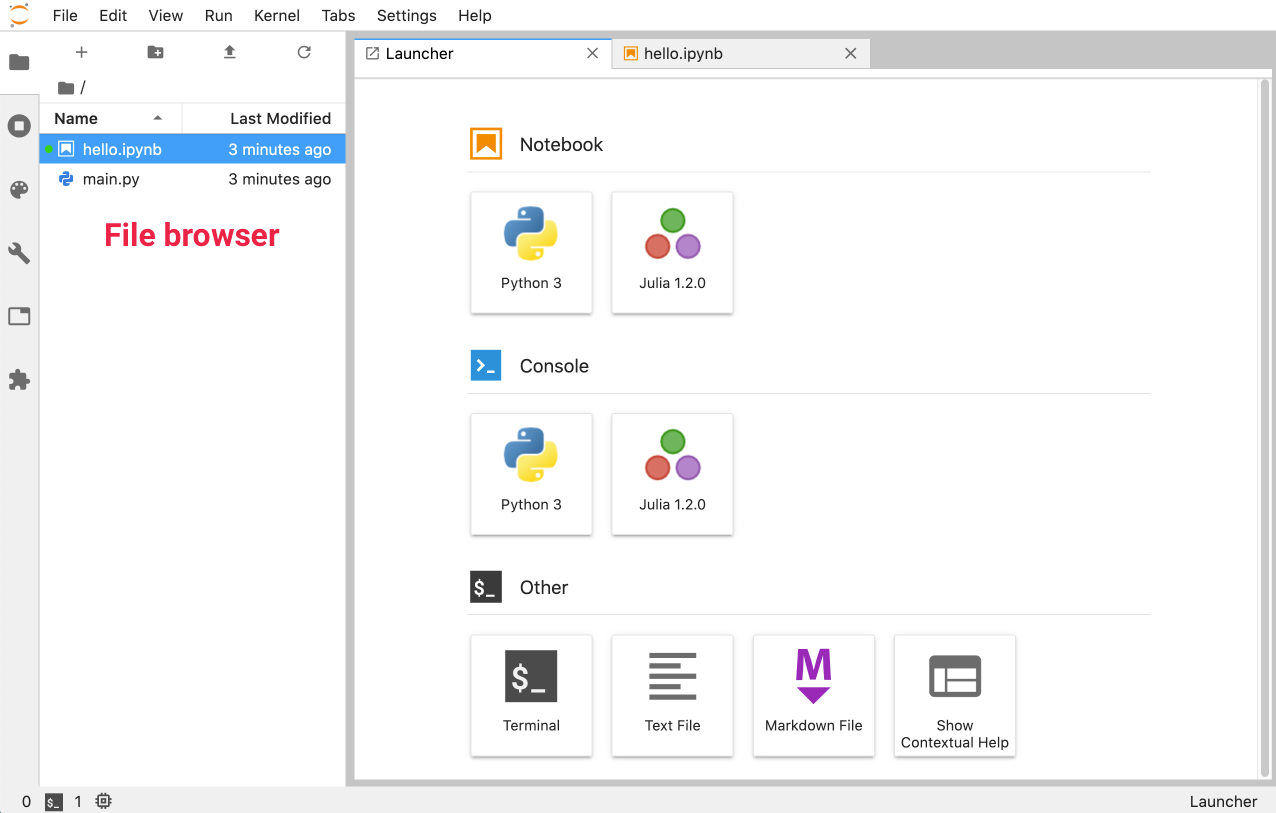 File Edit View Run Kernel Tabs Settings Help
Launcher
hello.ipynb
/
Name Last Modified
hello.ipynb 3 minutes ago
main.py 3 minutes ago
File browser
Notebook
Python 3
Julia 1.2.0
Console
Python 3
Julia 1.2.0
$_ Other
$_
Terminal
Text File
M
Markdown File
Show
Contextual Help
0 $_ 1
Launcher